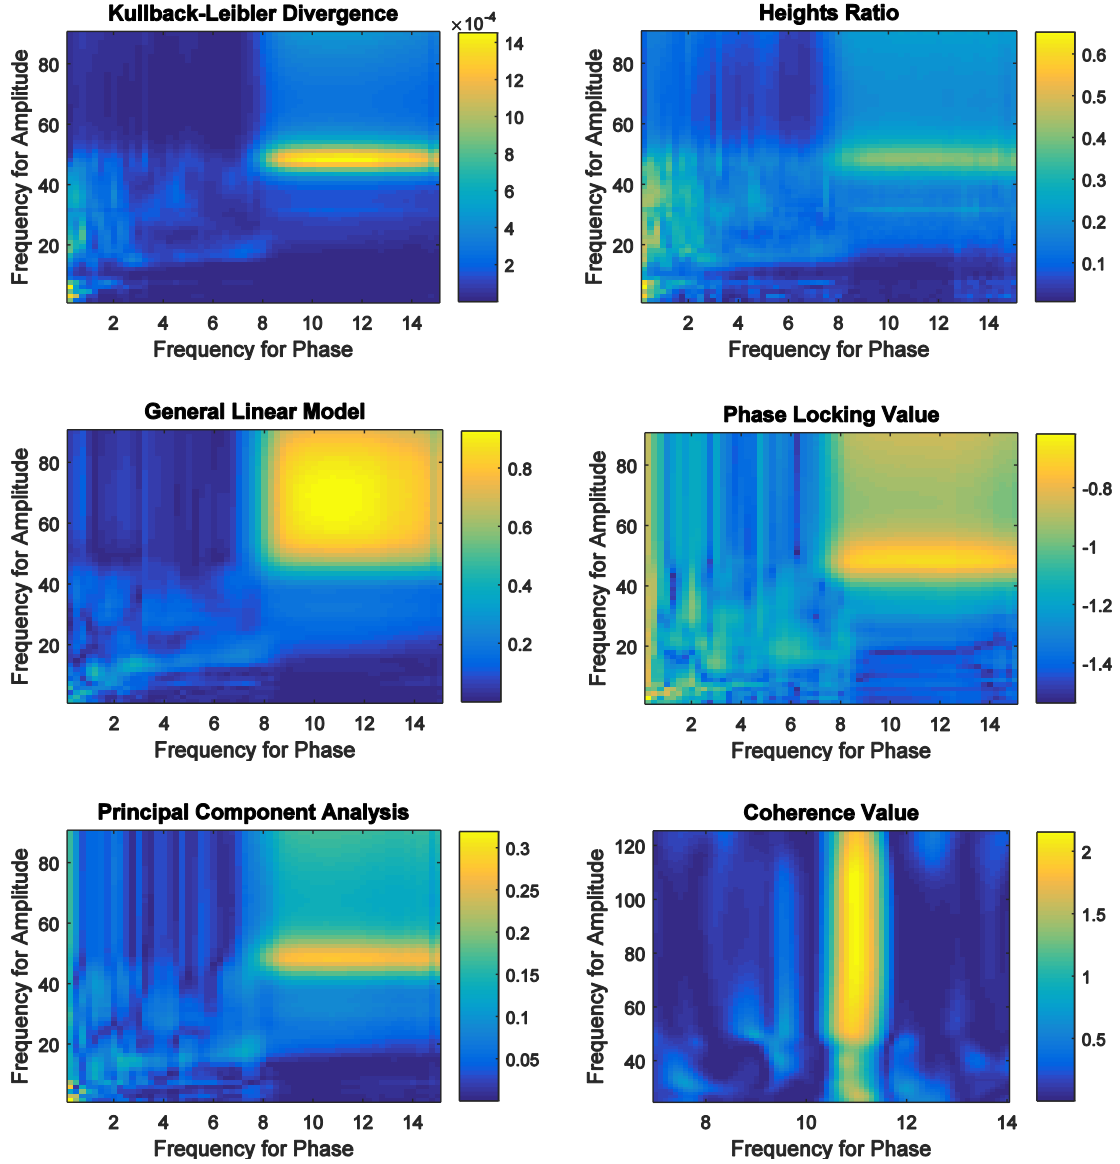 Kullback-Leibler Divergence
×10-4
Frequency for Amplitude
80
60
40
20
2 4 6 8 10 12 14
Frequency for Phase
14
12
10
8
6
4
2
Heights Ratio
Frequency for Amplitude
80
60
40
20
2 4 6 8 10 12 14
Frequency for Phase
0.6
0.5
0.4
0.3
0.2
0.1
General Linear Model
Frequency for Amplitude
80
60
40
20
2 4 6 8 10 12 14
Frequency for Phase
0.8
0.6
0.4
0.2
Phase Locking Value
Frequency for Amplitude
80
60
40
20
2 4 6 8 10 12 14
Frequency for Phase
-0.8
-1
-1.2
-1.4
Principal Component Analysis
Frequency for Amplitude
80
60
40
20
2 4 6 8 10 12 14
Frequency for Phase
0.3
0.25
0.2
0.15
0.1
0.05
Coherence Value
Frequency for Amplitude
120
100
80
60
40
8 10 12 14
Frequency for Phase
2
1.5
1
0.5